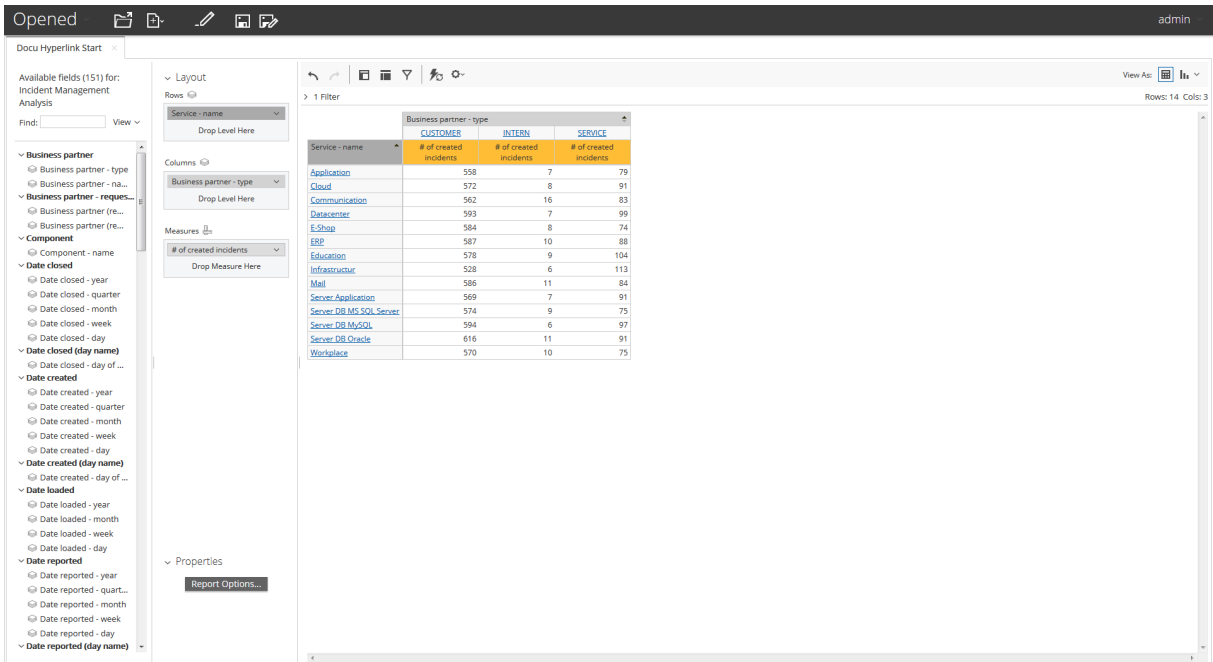 Opened
admin
Docu Hyperlink Start
Available fields (151) for:
Incident Management
Analysis
Find:
View
Business partner
Business partner - type
Business partner - na...
Business partner - reques...
Business partner (re...
Business partner (re...
Component
Component - name
Date closed
Date closed - year
Date closed - quarter
Date closed - month
Date closed - week
Date closed - day
Date closed (day name)
Date closed - day of ...
Date created
Date created - year
Date created - quarter
Date created - month
Date created - week
Date created - day
Date created (day name)
Date created - day of ...
Date loaded
Date loaded - year
Date loaded - month
Date loaded - week
Date loaded - day
Date reported
Date reported - year
Date reported - quart...
Date reported - month
Date reported - week
Date reported - day
Date reported (day name)
Layout
Rows
Service - name
Drop Level Here
Columns
Business partner - type
Drop Level Here
Measures
# of created incidents
Drop Measure Here
Properties
Report Options...
View As:
1 Filter
Rows: 14 Cols: 3
Business partner - type
CUSTOMER INTERN SERVICE
Service - name # of created incidents # of created incidents # of created incidents
Application 558 7 79
Cloud 572 8 91
Communication 562 16 83
Datacenter 593 7 99
E-Shop 584 8 74
ERP 587 10 88
Education 578 9 104
Infrastructur 528 6 113
Mail 586 11 84
Server Application 569 7 91
Server DB MS SQL Server 574 9 75
Server DB MySQL 594 6 97
Server DB Oracle 616 11 91
Workplace 570 10 75